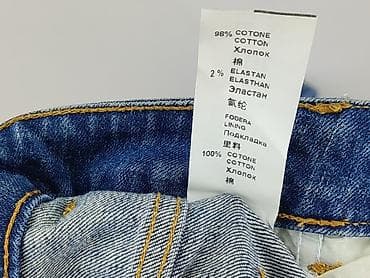 98% COTONE
COTTON
Хлопок
棉
2% ELASTAN
ELASTHAN
Эластан
氨纶
FODERA
LINING
Подкладка
里料
100% COTONE
COTTON
Хлопок
棉